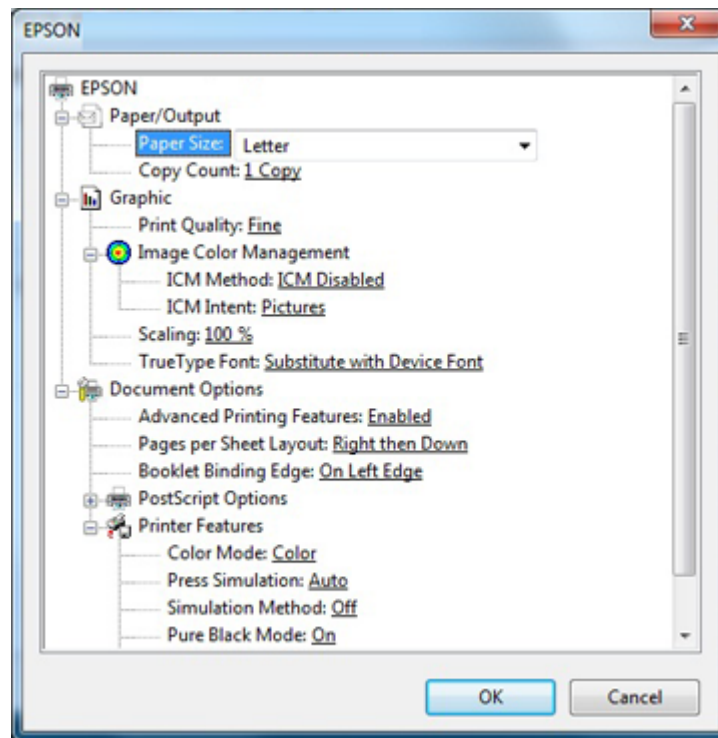 EPSON
EPSON
Paper/Output
Paper Size: Letter
Copy Count: 1 Copy
Graphic
Print Quality: Fine
Image Color Management
ICM Method: ICM Disabled
ICM Intent: Pictures
Scaling: 100 %
TrueType Font: Substitute with Device Font
Document Options
Advanced Printing Features: Enabled
Pages per Sheet Layout: Right then Down
Booklet Binding Edge: On Left Edge
PostScript Options
Printer Features
Color Mode: Color
Press Simulation: Auto
Simulation Method: Off
Pure Black Mode: On
OK Cancel